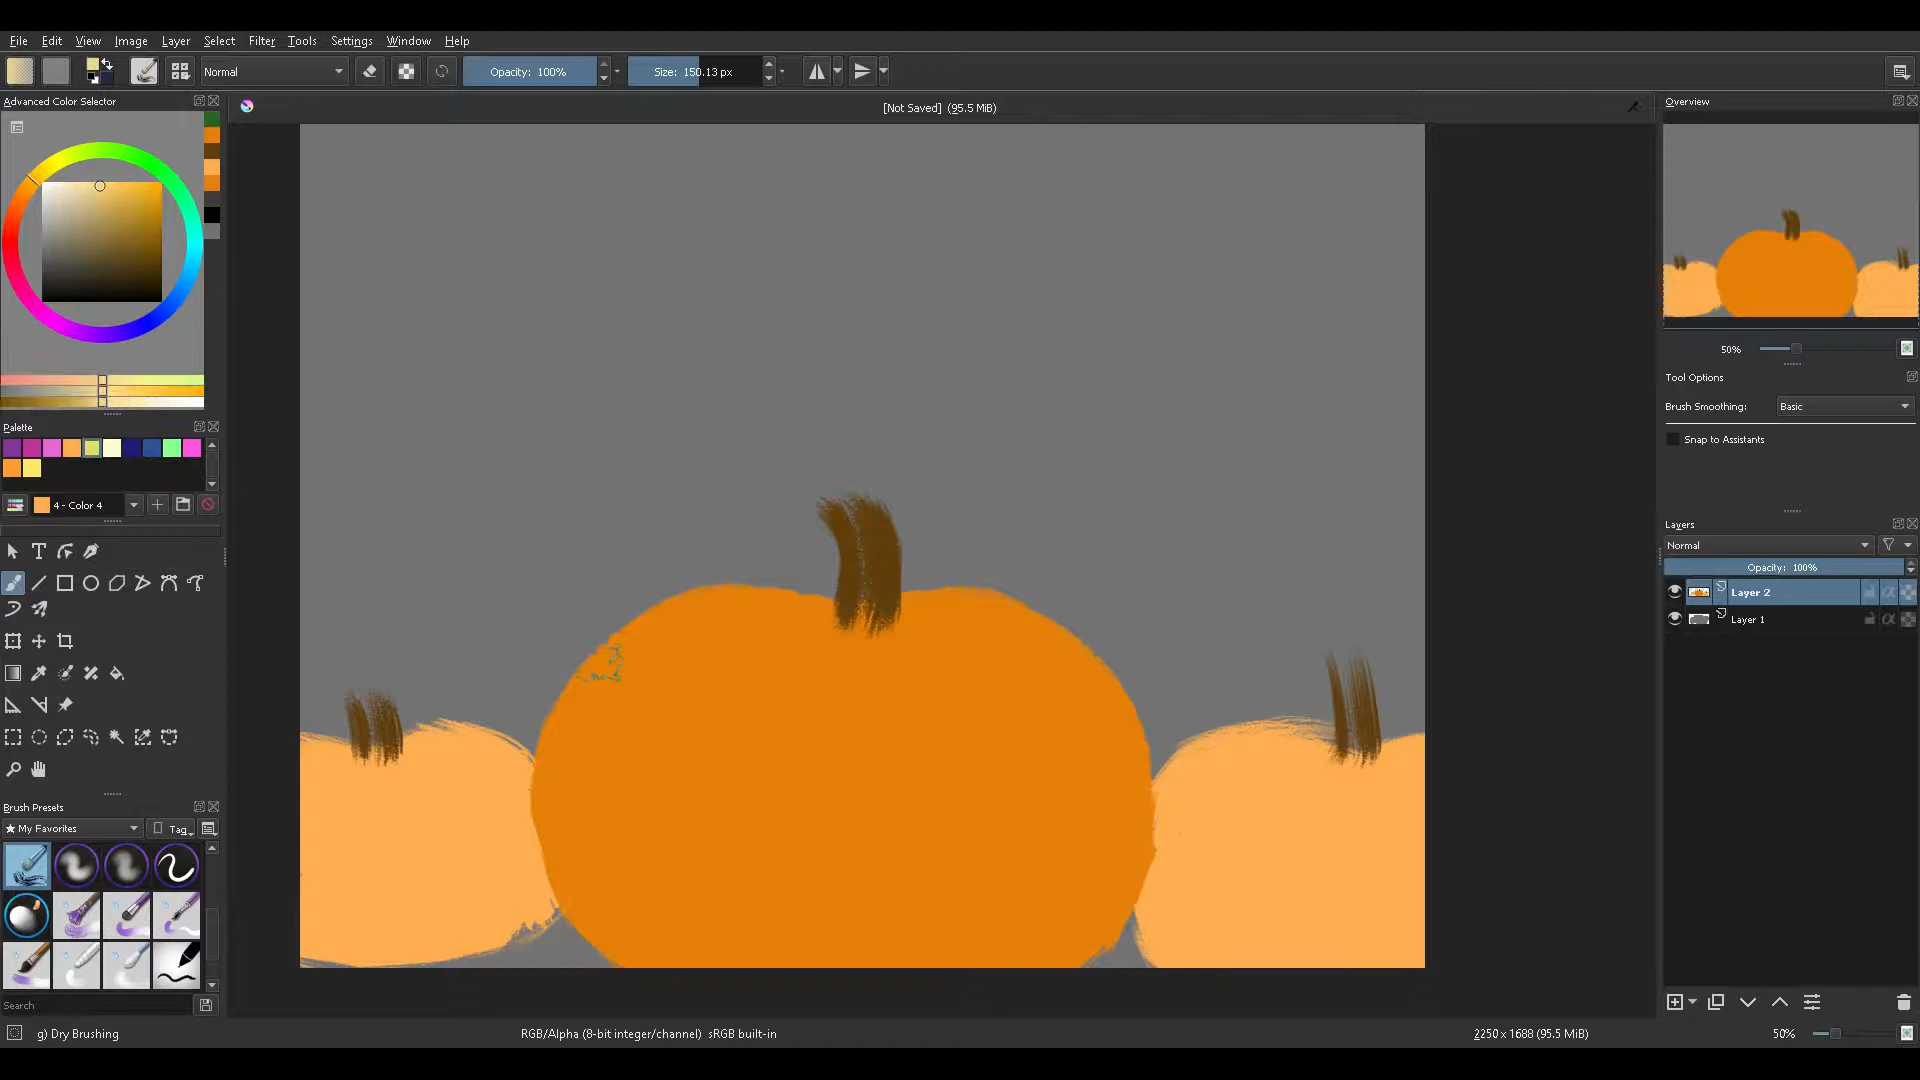 File Edit View Image Layer Select Filter Tools Settings Window Help
Normal Opacity: 100% Size: 150.13 px
Advanced Color Selector
[Not Saved] (95.5 MiB)
Overview
50%
Tool Options
Brush Smoothing: Basic
Snap to Assistants
Palette
4 - Color 4
Layers
Normal
Opacity: 100%
Layer 2
Layer 1
Brush Presets
★ My Favorites Tag
Search
g) Dry Brushing
RGB/Alpha (8-bit integer/channel) sRGB built-in
2250 x 1688 (95.5 MiB)
50%